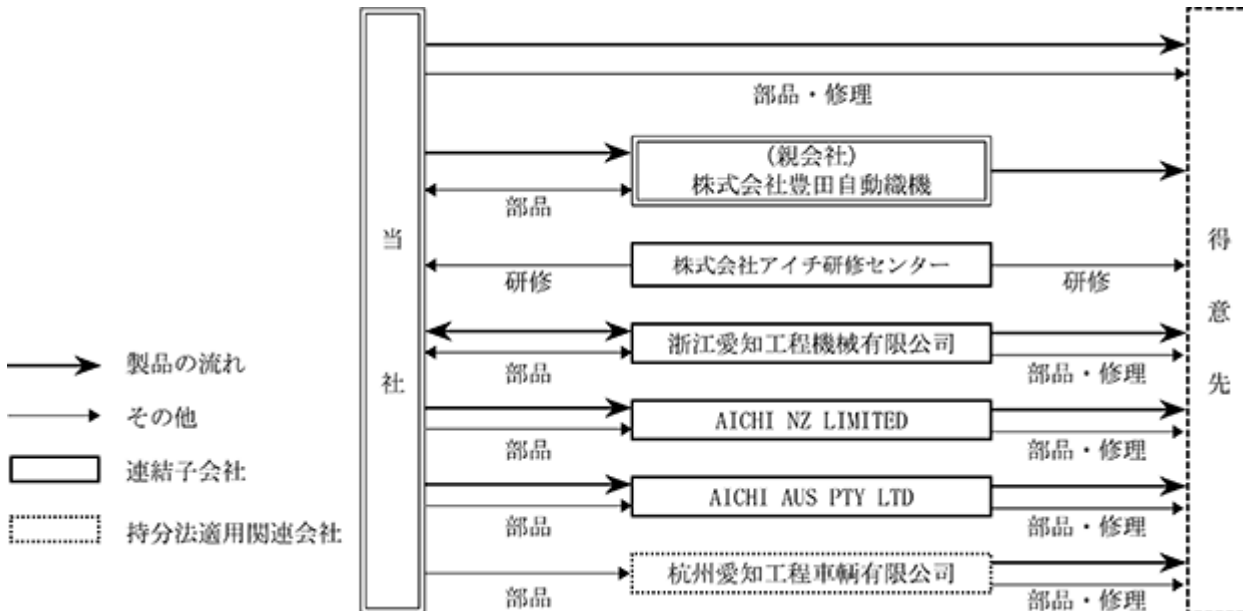 部品・修理
(親会社)
株式会社豊田自動織機
部品
当社
得意先
株式会社アイチ研修センター
研修
研修
浙江愛知工程機械有限公司
部品
部品・修理
製品の流れ
その他
連結子会社
持分法適用関連会社
AICHI NZ LIMITED
部品
部品・修理
AICHI AUS PTY LTD
部品
部品・修理
杭州愛知工程車輌有限公司
部品
部品・修理